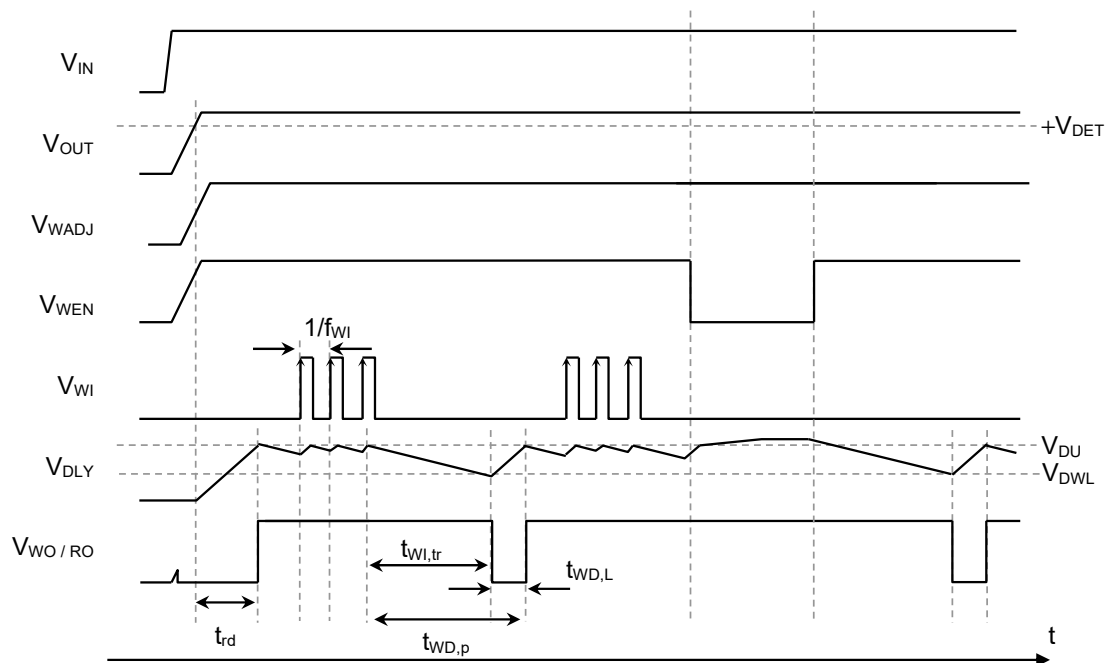 VIN
VOUT
+VDET
VWADJ
VWEN
1/fWI
VWI
VDLY
VDU
VDWL
VWO / RO
tWI,tr
tWD,L
trd
tWD,p
t